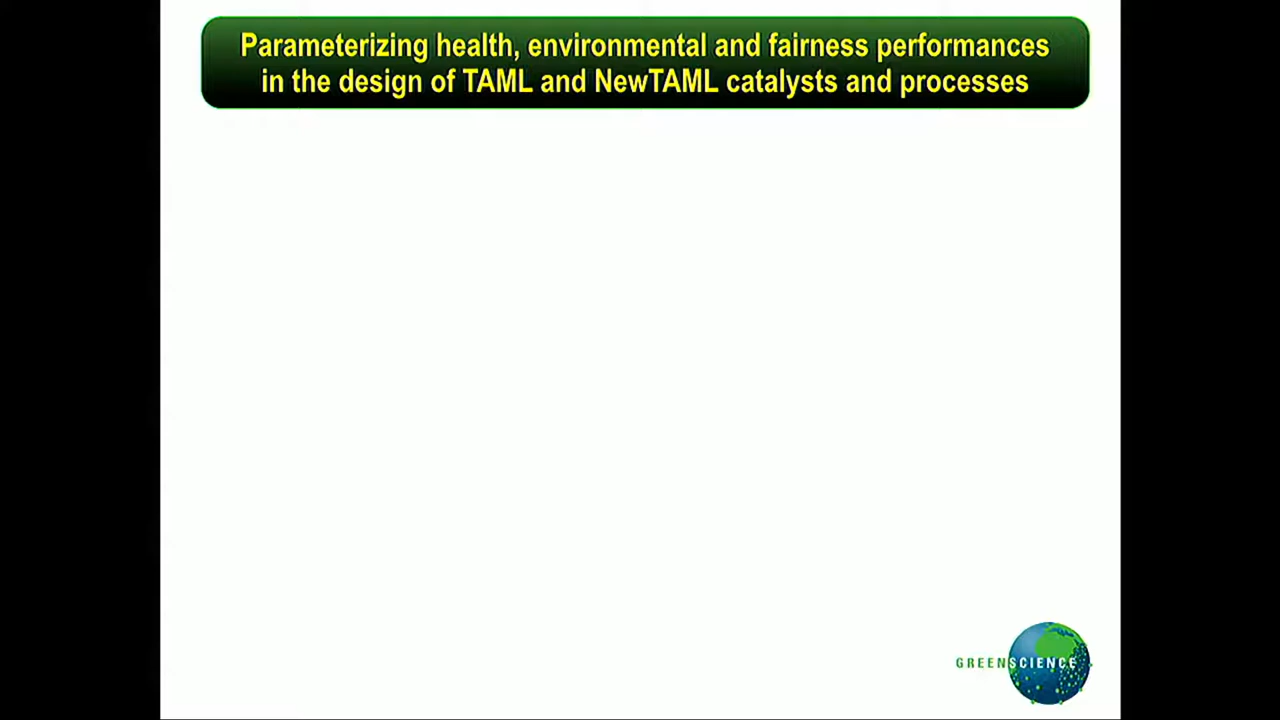 Parameterizing health, environmental and fairness performances
in the design of TAML and NewTAML catalysts and processes
GREENSCIENCE